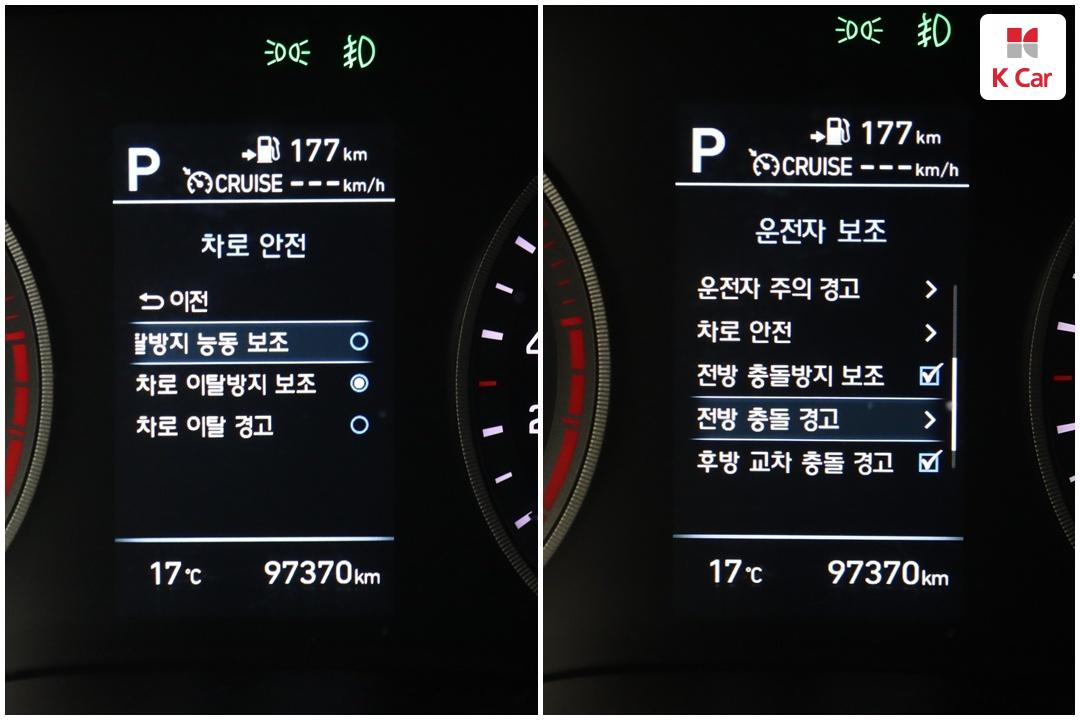 P
177 km
CRUISE --- km/h
차로 안전
이전
탈방지 능동 보조
차로 이탈방지 보조
차로 이탈 경고
17℃
97370 km
4
2
K Car
P
177 km
CRUISE --- km/h
운전자 보조
운전자 주의 경고
차로 안전
전방 충돌방지 보조
전방 충돌 경고
후방 교차 충돌 경고
17℃
97370 km